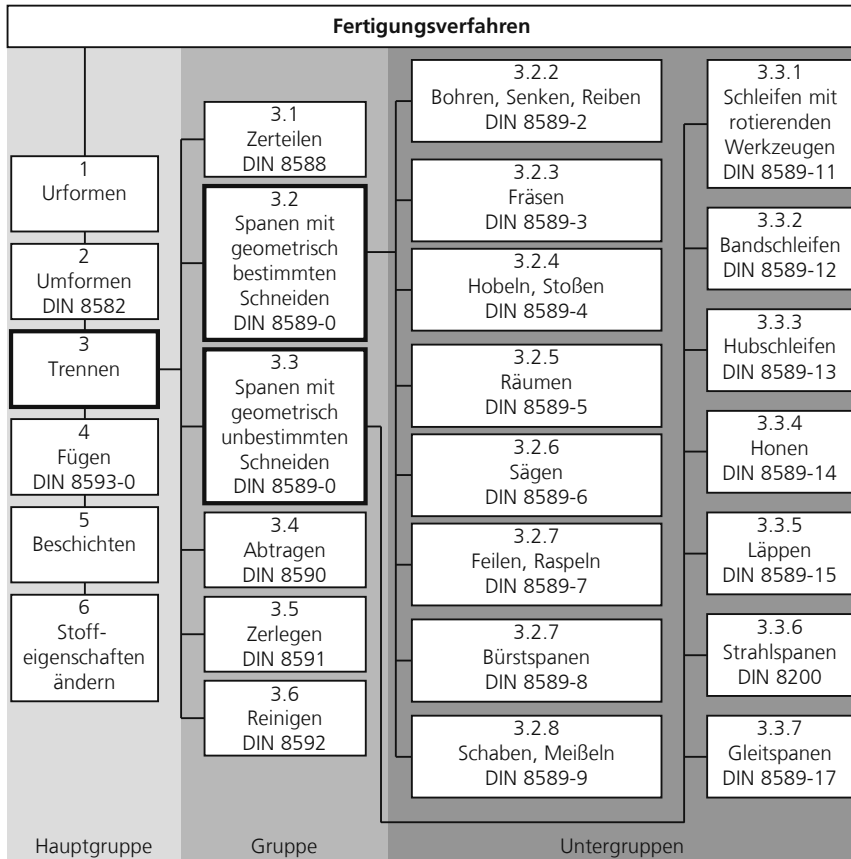 Fertigungsverfahren
1
Urformen
2
Umformen
DIN 8582
3
Trennen
4
Fügen
DIN 8593-0
5
Beschichten
6
Stoff-
eigenschaften
ändern
Hauptgruppe
3.1
Zerteilen
DIN 8588
3.2
Spanen mit
geometrisch
bestimmten
Schneiden
DIN 8589-0
3.3
Spanen mit
geometrisch
unbestimmten
Schneiden
DIN 8589-0
3.4
Abtragen
DIN 8590
3.5
Zerlegen
DIN 8591
3.6
Reinigen
DIN 8592
Gruppe
3.2.2
Bohren, Senken, Reiben
DIN 8589-2
3.2.3
Fräsen
DIN 8589-3
3.2.4
Hobeln, Stoßen
DIN 8589-4
3.2.5
Räumen
DIN 8589-5
3.2.6
Sägen
DIN 8589-6
3.2.7
Feilen, Raspeln
DIN 8589-7
3.2.7
Bürstspanen
DIN 8589-8
3.2.8
Schaben, Meißeln
DIN 8589-9
3.3.1
Schleifen mit
rotierenden
Werkzeugen
DIN 8589-11
3.3.2
Bandschleifen
DIN 8589-12
3.3.3
Hubschleifen
DIN 8589-13
3.3.4
Honen
DIN 8589-14
3.3.5
Läppen
DIN 8589-15
3.3.6
Strahlspanen
DIN 8200
3.3.7
Gleitspanen
DIN 8589-17
Untergruppen